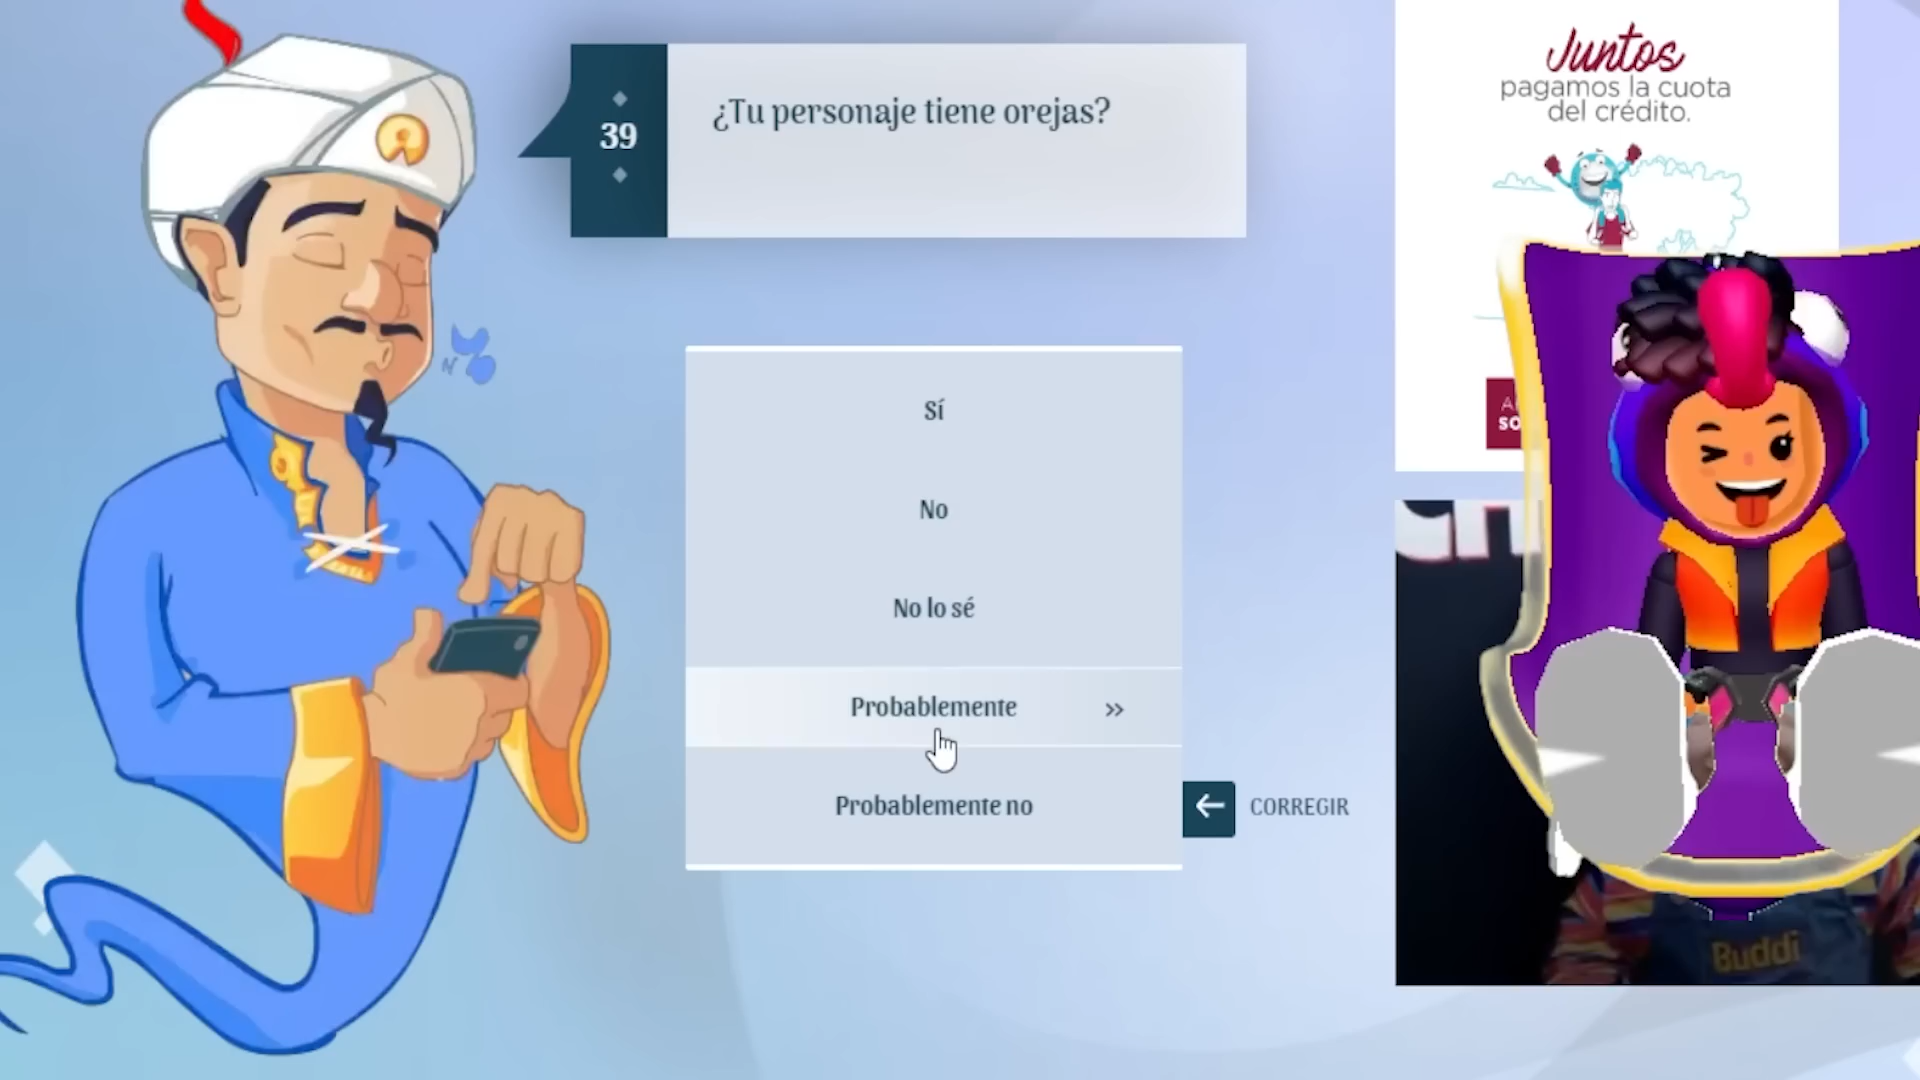 39
¿Tu personaje tiene orejas?
Sí
No
No lo sé
Probablemente
Probablemente no
CORREGIR
Juntos
pagamos la cuota
del crédito.
Buddi